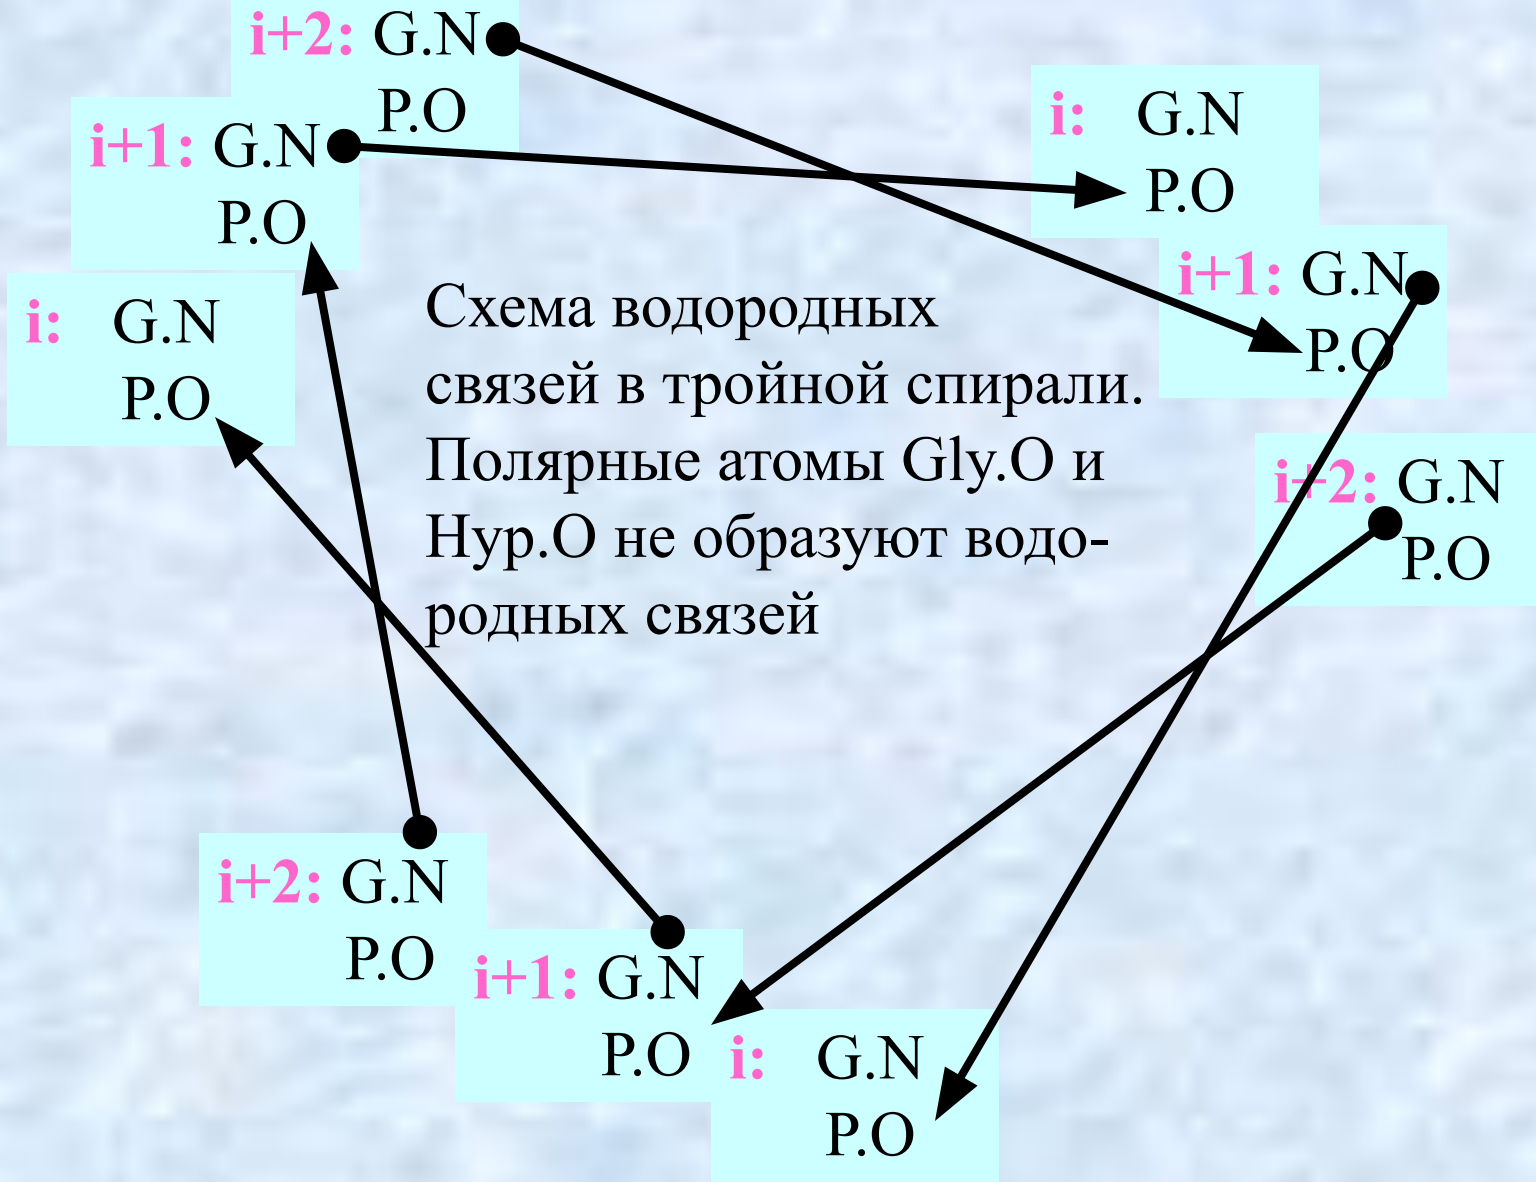 i+2: G.N
P.O
i+1: G.N
P.O
i: G.N
P.O
i: G.N
P.O
i+1: G.N
P.O
i+2: G.N
P.O
Схема водородных
связей в тройной спирали.
Полярные атомы Gly.O и
Hyp.O не образуют водо-
родных связей
i+2: G.N
P.O
i+1: G.N
P.O
i: G.N
P.O